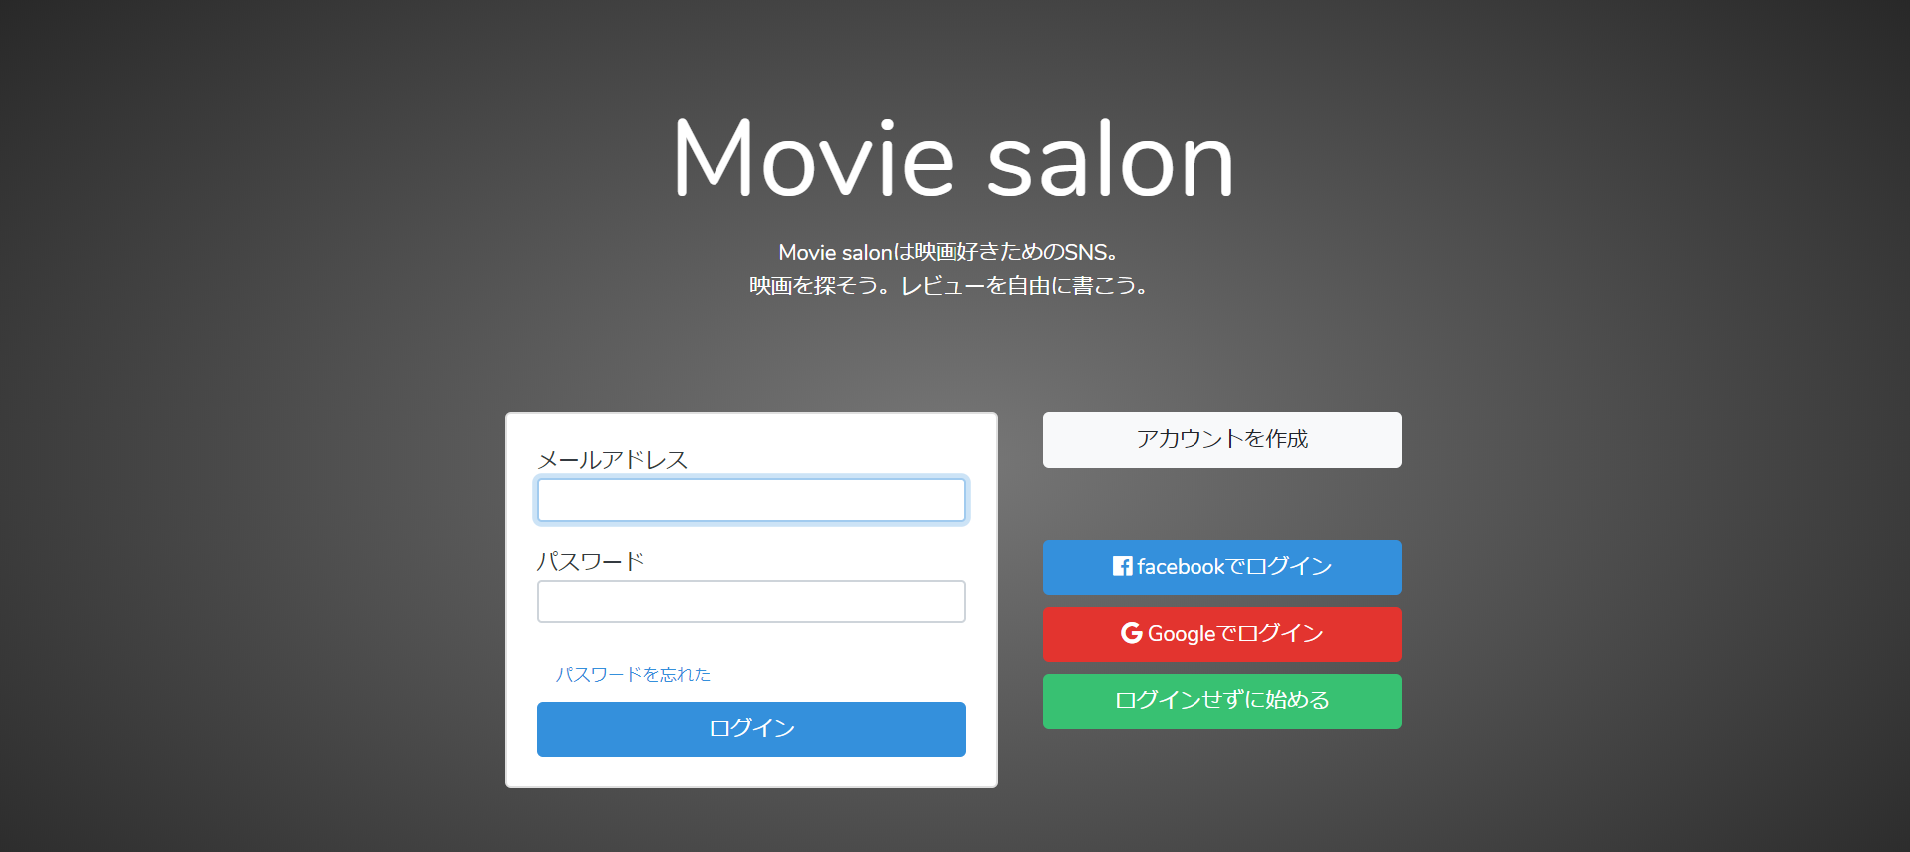 Movie salon
Movie salonは映画好きためのSNS。
映画を探そう。レビューを自由に書こう。
メールアドレス
パスワード
パスワードを忘れた
ログイン
アカウントを作成
facebookでログイン
Googleでログイン
ログインせずに始める